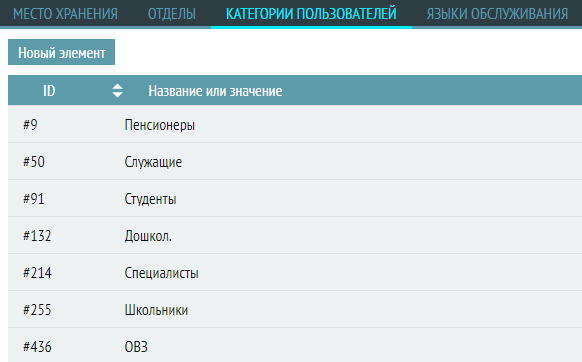 МЕСТО ХРАНЕНИЯ ОТДЕЛЫ КАТЕГОРИИ ПОЛЬЗОВАТЕЛЕЙ ЯЗЫКИ ОБСЛУЖИВАНИЯ
Новый элемент
ID Название или значение
#9 Пенсионеры
#50 Служащие
#91 Студенты
#132 Дошкол.
#214 Специалисты
#255 Школьники
#436 ОВЗ